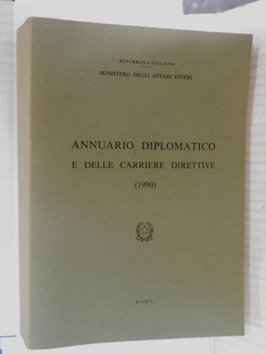 REPUBBLICA ITALIANA
MINISTERO DEGLI AFFARI ESTERI
ANNUARIO DIPLOMATICO
E DELLE CARRIERE DIRETTIVE
(1990)
ROMA